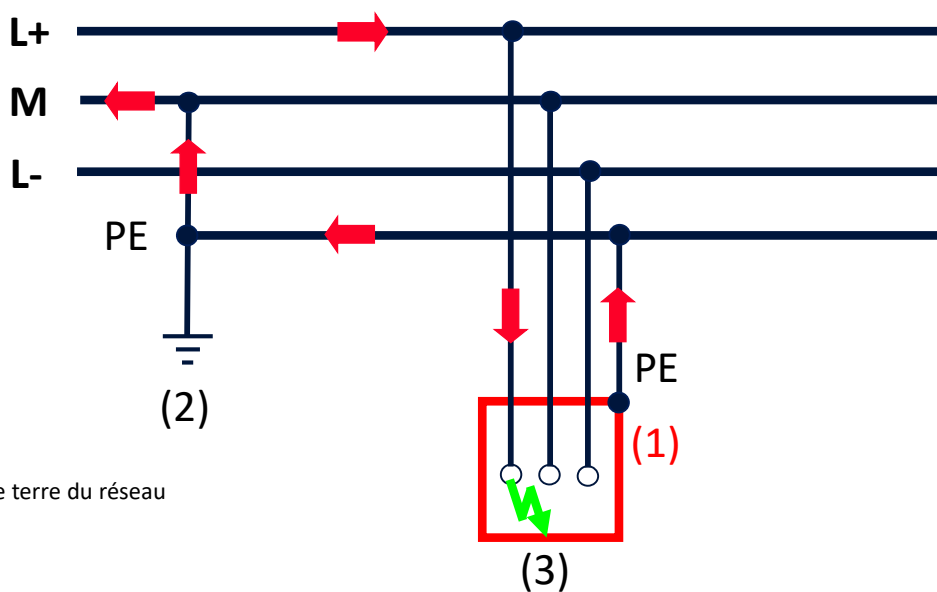 L+
M
L-
PE
PE
(2)
(1)
terre du réseau
(3)